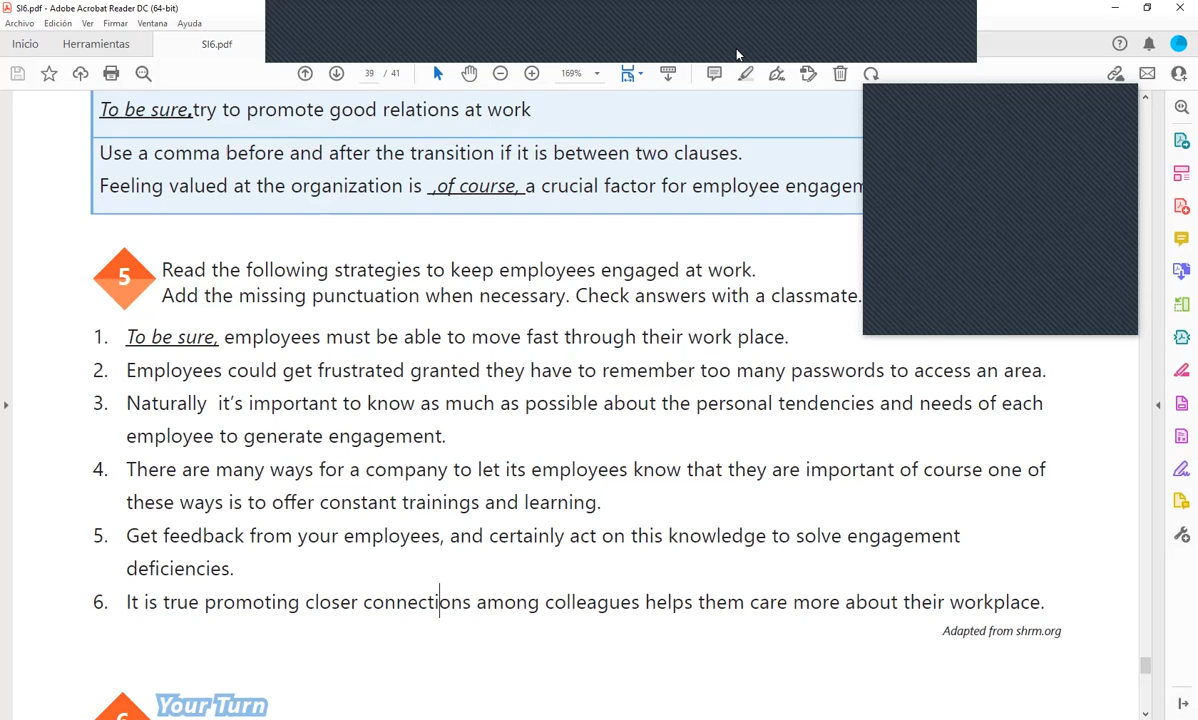 SI6.pdf - Adobe Acrobat Reader DC (64-bit)
Archivo Edición Ver Firmar Ventana Ayuda
Inicio Herramientas SI6.pdf
39 / 41 169%
To be sure,try to promote good relations at work
Use a comma before and after the transition if it is between two clauses.
Feeling valued at the organization is ,of course, a crucial factor for employee engagem
5 Read the following strategies to keep employees engaged at work.
Add the missing punctuation when necessary. Check answers with a classmate.
1. To be sure, employees must be able to move fast through their work place.
2. Employees could get frustrated granted they have to remember too many passwords to access an area.
3. Naturally it's important to know as much as possible about the personal tendencies and needs of each
employee to generate engagement.
4. There are many ways for a company to let its employees know that they are important of course one of
these ways is to offer constant trainings and learning.
5. Get feedback from your employees, and certainly act on this knowledge to solve engagement
deficiencies.
6. It is true promoting closer connections among colleagues helps them care more about their workplace.
Adapted from shrm.org
6 Your Turn